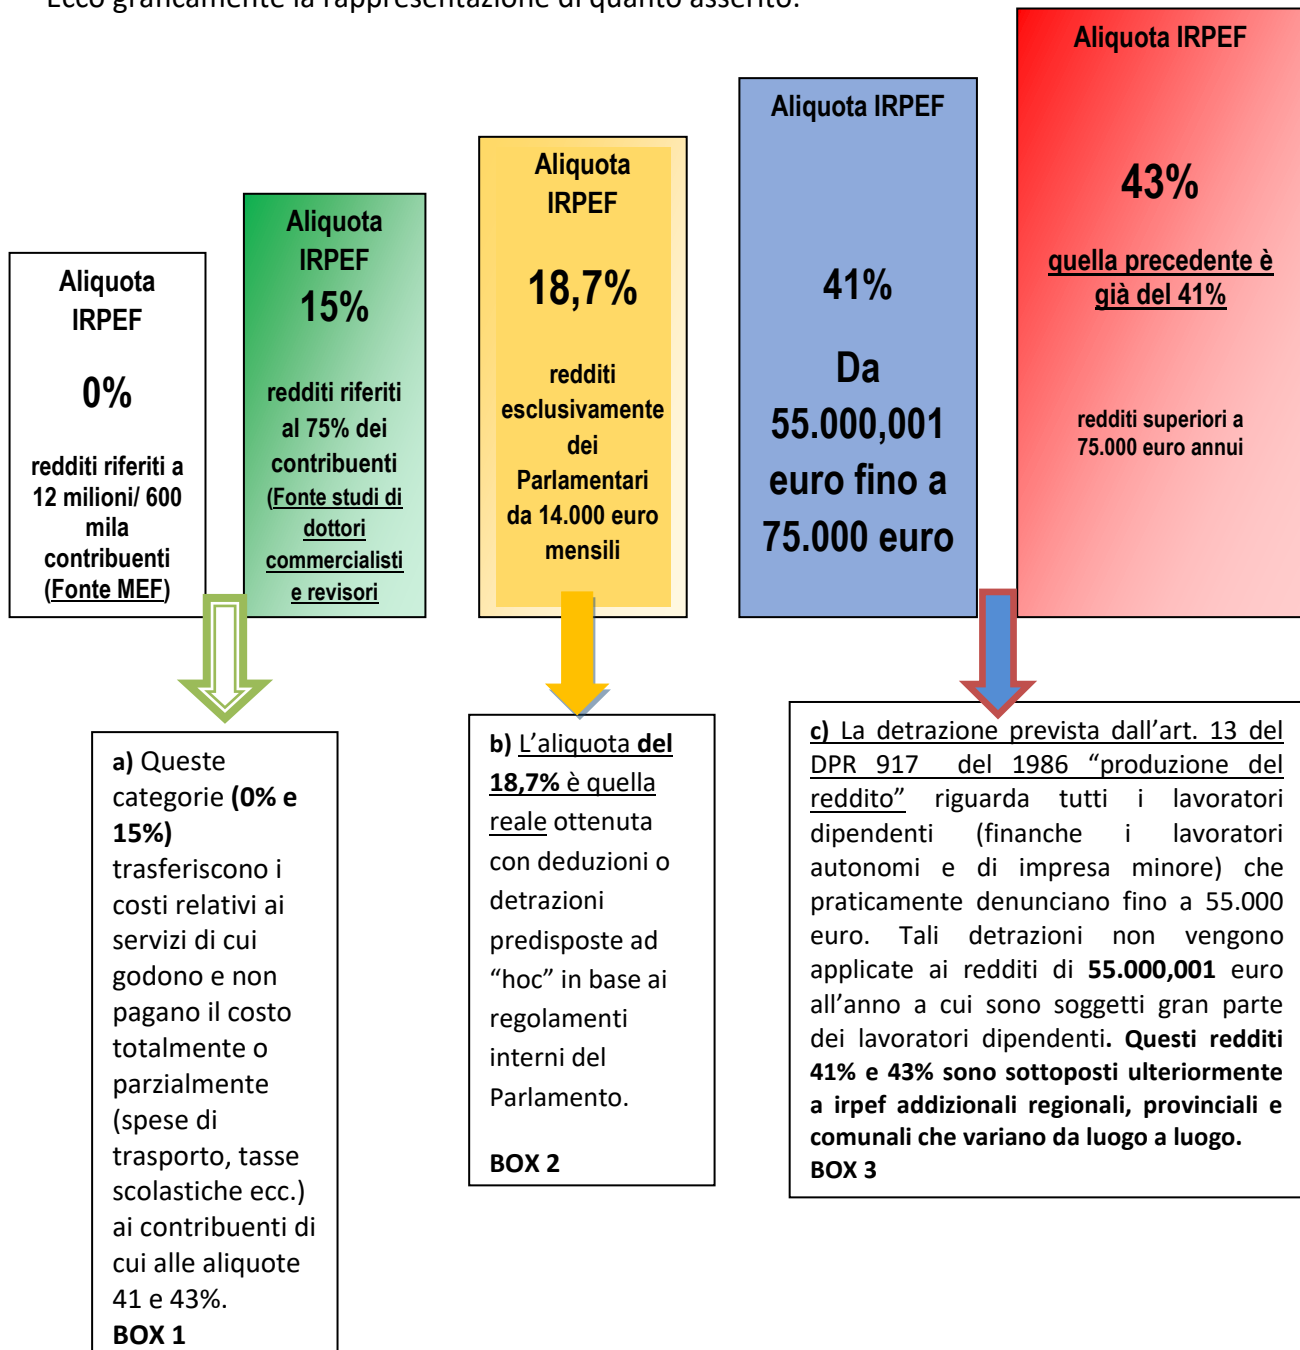 Ecco graficamente la rappresentazione di quanto asserito:
Aliquota
IRPEF
0%
redditi riferiti a
12 milioni/ 600
mila
contribuenti
(Fonte MEF)
Aliquota
IRPEF
15%
redditi riferiti
al 75% dei
contribuenti
(Fonte studi di
dottori
commercialisti
e revisori
Aliquota
IRPEF
18,7%
redditi
esclusivamente
dei
Parlamentari
da 14.000 euro
mensili
Aliquota IRPEF
41%
Da
55.000,001
euro fino a
75.000 euro
Aliquota IRPEF
43%
quella precedente è
già del 41%
redditi superiori a
75.000 euro annui
a) Queste
categorie (0% e
15%)
trasferiscono i
costi relativi ai
servizi di cui
godono e non
pagano il costo
totalmente o
parzialmente
(spese di
trasporto, tasse
scolastiche ecc.)
ai contribuenti di
cui alle aliquote
41 e 43%.
BOX 1
b) L’aliquota del
18,7% è quella
reale ottenuta
con deduzioni o
detrazioni
predisposte ad
“hoc” in base ai
regolamenti
interni del
Parlamento.
BOX 2
c) La detrazione prevista dall’art. 13 del
DPR 917 del 1986 “produzione del
reddito” riguarda tutti i lavoratori
dipendenti (finanche i lavoratori
autonomi e di impresa minore) che
praticamente denunciano fino a 55.000
euro. Tali detrazioni non vengono
applicate ai redditi di 55.000,001 euro
all’anno a cui sono soggetti gran parte
dei lavoratori dipendenti. Questi redditi
41% e 43% sono sottoposti ulteriormente
a irpef addizionali regionali, provinciali e
comunali che variano da luogo a luogo.
BOX 3